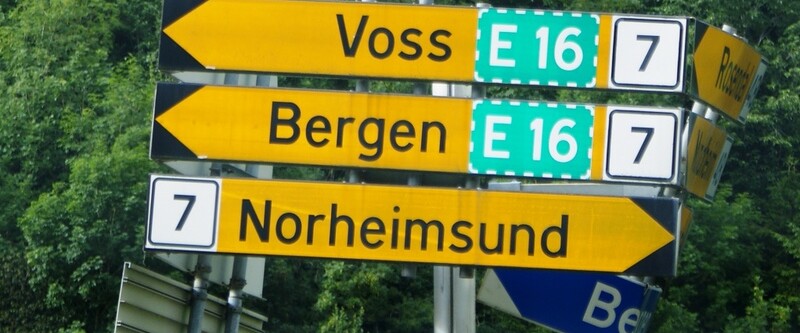 Voss E 16 7
Bergen E 16 7
7 Norheimsund